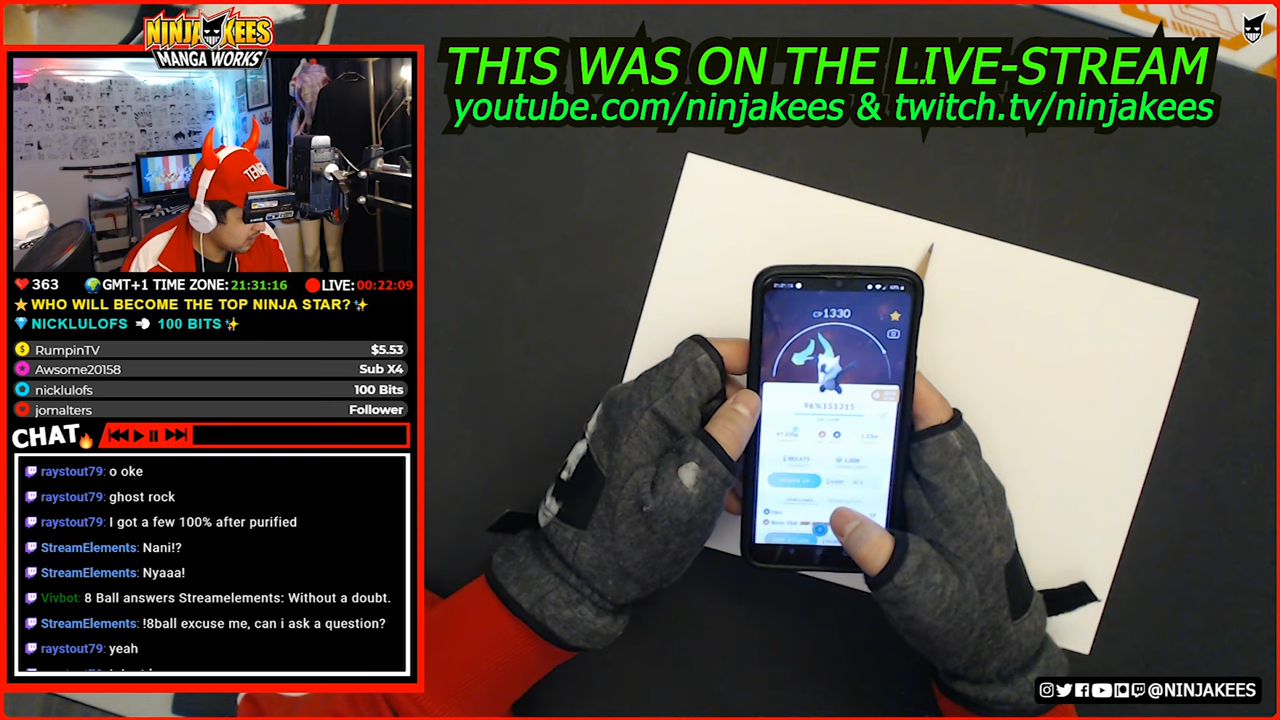 NINJAKEES
MANGA WORKS
THIS WAS ON THE LIVE-STREAM
youtube.com/ninjakees & twitch.tv/ninjakees
363
GMT+1 TIME ZONE: 21:31:16
LIVE: 00:22:09
WHO WILL BECOME THE TOP NINJA STAR?
NICKLULOFS 100 BITS
RumpinTV $5.53
Awsome20158 Sub X4
nicklulofs 100 Bits
jomalters Follower
CHAT
raystout79: o oke
raystout79: ghost rock
raystout79: I got a few 100% after purified
StreamElements: Nani!?
StreamElements: Nyaaa!
Vivbot: 8 Ball answers Streamelements: Without a doubt.
StreamElements: !8ball excuse me, can i ask a question?
raystout79: yeah
CP1330
96%151315
@NINJAKEES